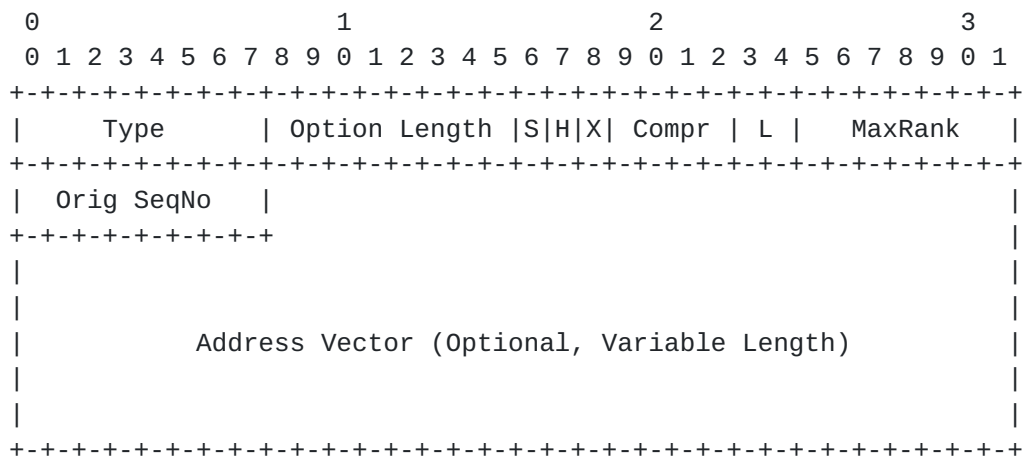 0                   1                   2                   3
 0 1 2 3 4 5 6 7 8 9 0 1 2 3 4 5 6 7 8 9 0 1 2 3 4 5 6 7 8 9 0 1
+-+-+-+-+-+-+-+-+-+-+-+-+-+-+-+-+-+-+-+-+-+-+-+-+-+-+-+-+-+-+-+-+
|     Type      | Option Length |S|H|X| Compr | L |   MaxRank   |
+-+-+-+-+-+-+-+-+-+-+-+-+-+-+-+-+-+-+-+-+-+-+-+-+-+-+-+-+-+-+-+-+
|  Orig SeqNo   |                                               |
+-+-+-+-+-+-+-+-+                                               |
|                                                               |
|                                                               |
|           Address Vector (Optional, Variable Length)          |
|                                                               |
|                                                               |
+-+-+-+-+-+-+-+-+-+-+-+-+-+-+-+-+-+-+-+-+-+-+-+-+-+-+-+-+-+-+-+-+